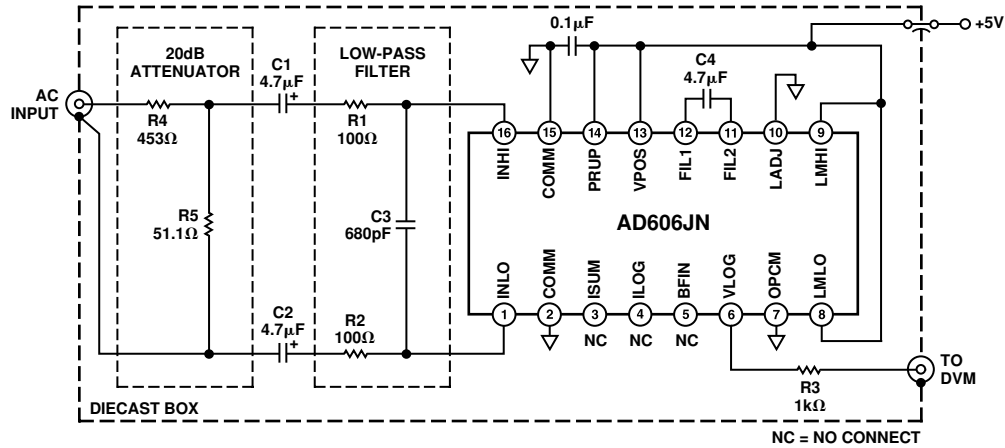 0.1µF
+5V
20dB
ATTENUATOR
C1
4.7µF
+
LOW-PASS
FILTER
C4
4.7µF
AC
INPUT
R4
453Ω
R1
100Ω
16 15 14 13 12 11 10 9
INHI COMM PRUP VPOS FIL1 FIL2 LADJ LMHI
R5
51.1Ω
C3
680pF
AD606JN
INLO COMM ISUM ILOG BFIN VLOG OPCM LMLO
1 2 3 4 5 6 7 8
NC NC NC
C2
4.7µF
+
R2
100Ω
R3
1kΩ
TO
DVM
DIECAST BOX
NC = NO CONNECT